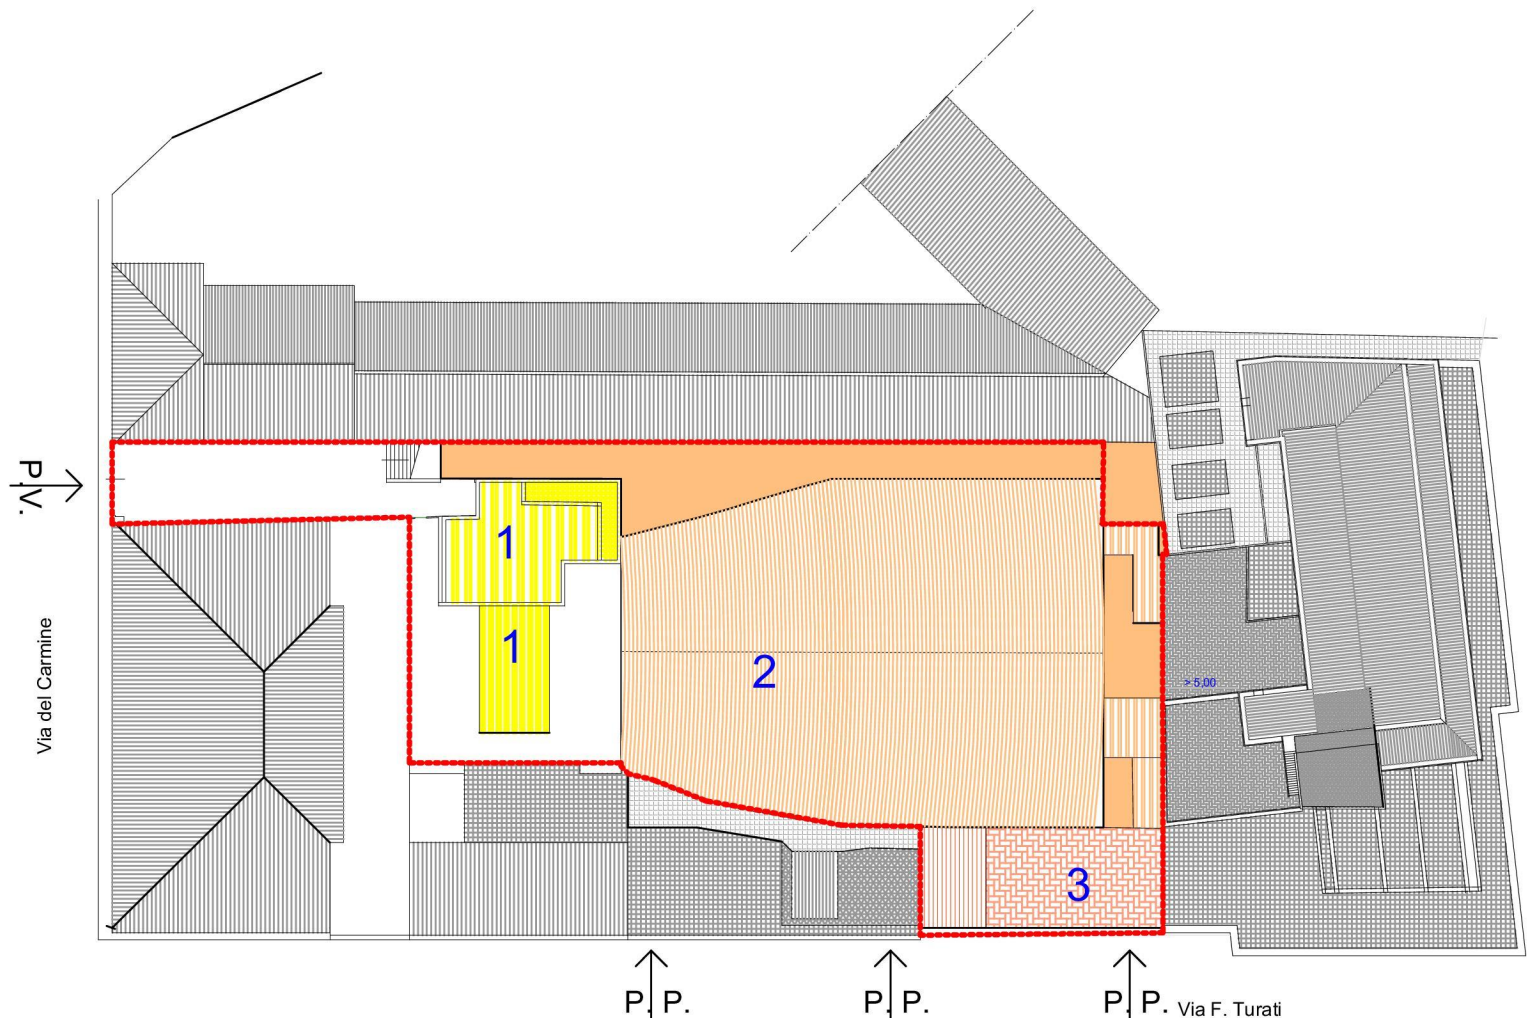 P.V.
Via del Carmine
1
1
2
3
> 5,00
P. P.
P. P.
P. P.
Via F. Turati